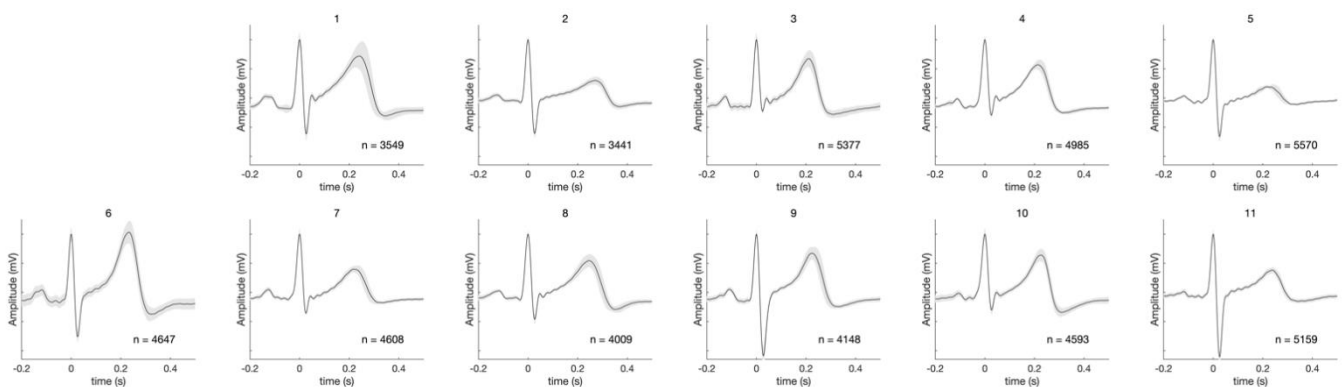 1
2
3
4
5
Amplitude (mV)
Amplitude (mV)
Amplitude (mV)
Amplitude (mV)
Amplitude (mV)
n = 3549
n = 3441
n = 5377
n = 4985
n = 5570
-0.2 0 0.2 0.4
-0.2 0 0.2 0.4
-0.2 0 0.2 0.4
-0.2 0 0.2 0.4
-0.2 0 0.2 0.4
time (s)
time (s)
time (s)
time (s)
time (s)
6
7
8
9
10
11
Amplitude (mV)
Amplitude (mV)
Amplitude (mV)
Amplitude (mV)
Amplitude (mV)
Amplitude (mV)
n = 4647
n = 4608
n = 4009
n = 4148
n = 4593
n = 5159
-0.2 0 0.2 0.4
-0.2 0 0.2 0.4
-0.2 0 0.2 0.4
-0.2 0 0.2 0.4
-0.2 0 0.2 0.4
-0.2 0 0.2 0.4
time (s)
time (s)
time (s)
time (s)
time (s)
time (s)